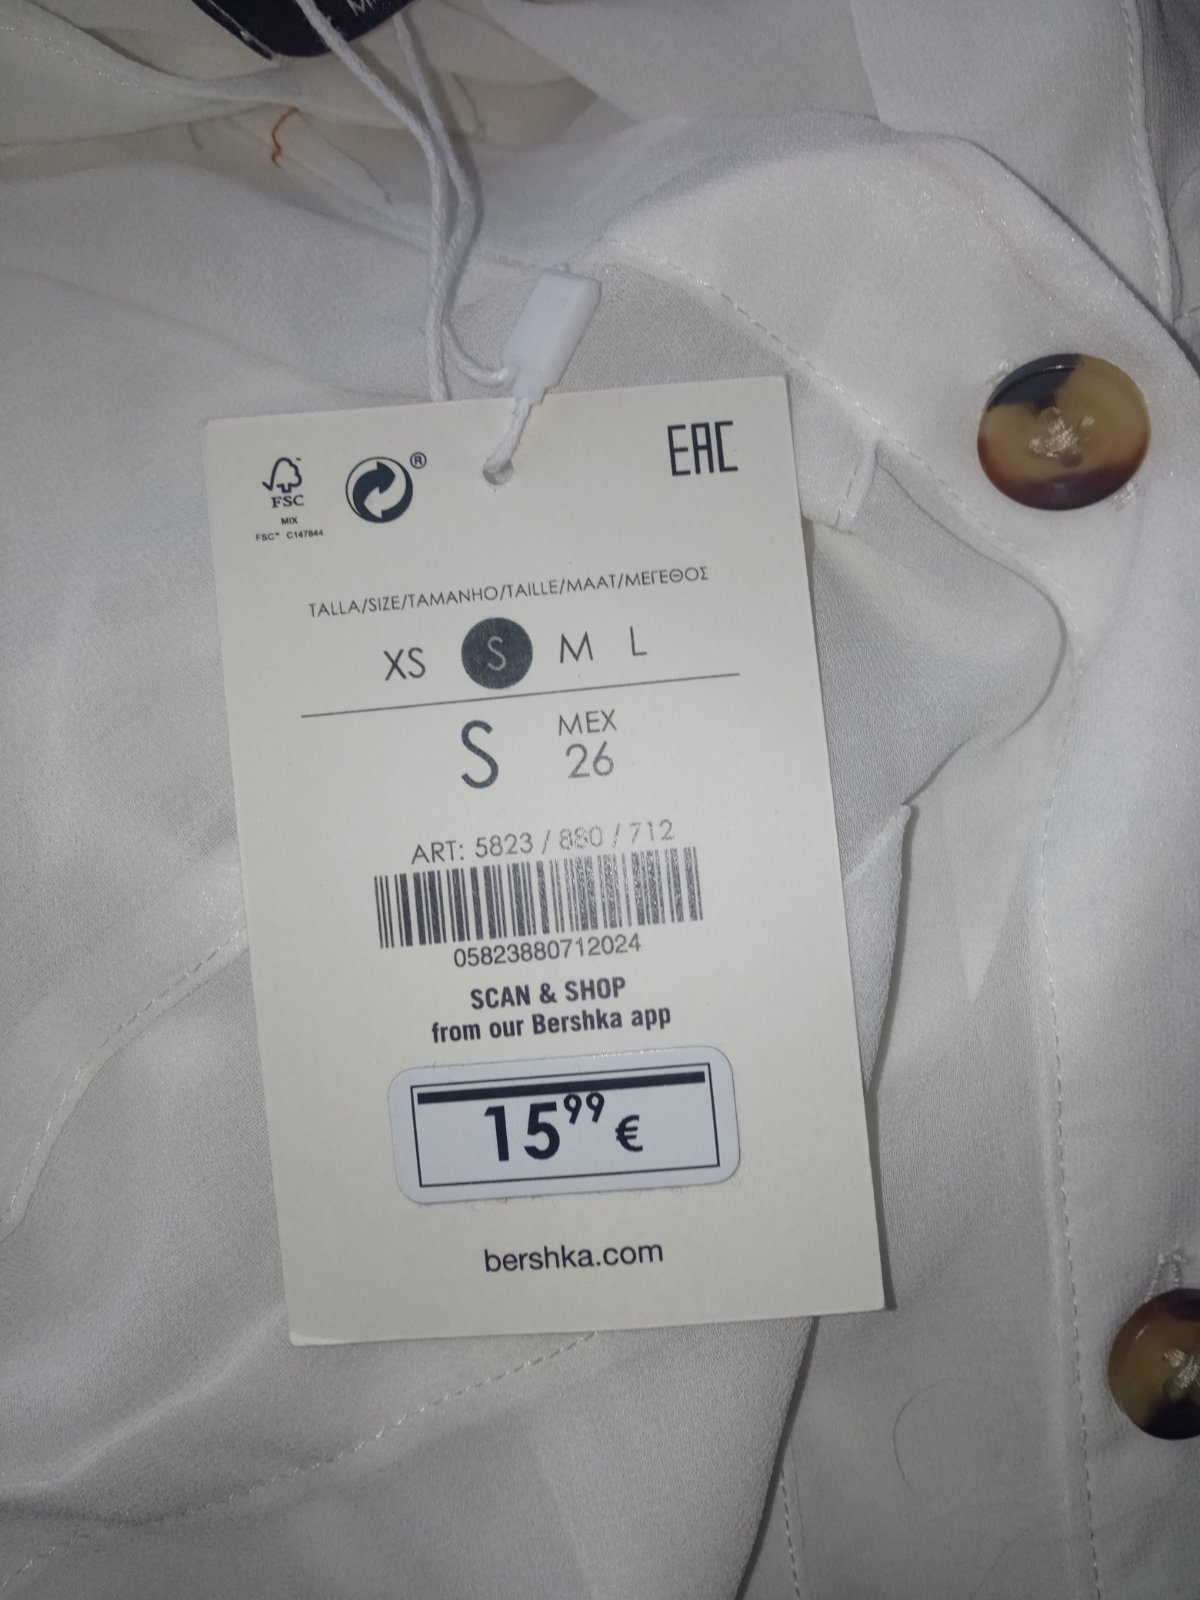 EAC
®
FSC
MIX
FSC™ C147844
TALLA/SIZE/TAMANHO/TAILLE/MAAT/ΜΕΓΕΘΟΣ
XS S M L
S MEX 26
ART: 5823 / 880 / 712
05823880712024
SCAN & SHOP
from our Bershka app
15⁹⁹ €
bershka.com